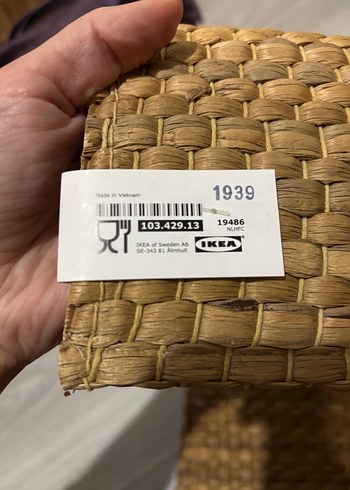 Made in Vietnam
1939
103.429.13
19486
NLHFC
IKEA of Sweden AB
SE-343 81 Älmhult
IKEA